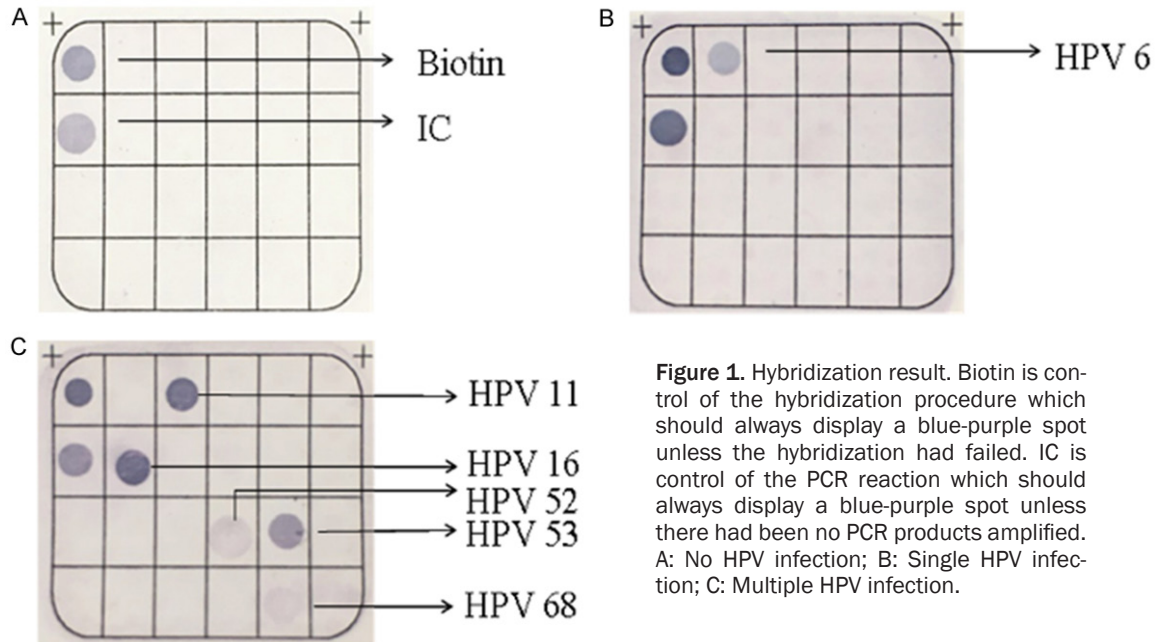 A
Biotin
IC
B
HPV 6
C
HPV 11
HPV 16
HPV 52
HPV 53
HPV 68
Figure 1. Hybridization result. Biotin is con-
trol of the hybridization procedure which
should always display a blue-purple spot
unless the hybridization had failed. IC is
control of the PCR reaction which should
always display a blue-purple spot unless
there had been no PCR products amplified.
A: No HPV infection; B: Single HPV infec-
tion; C: Multiple HPV infection.